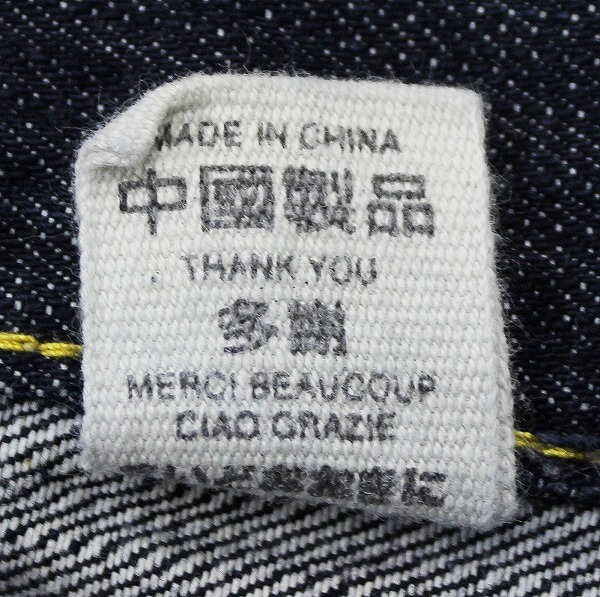 MADE IN CHINA
中國製品
THANK YOU
多謝
MERCI BEAUCOUP
CIAO GRAZIE